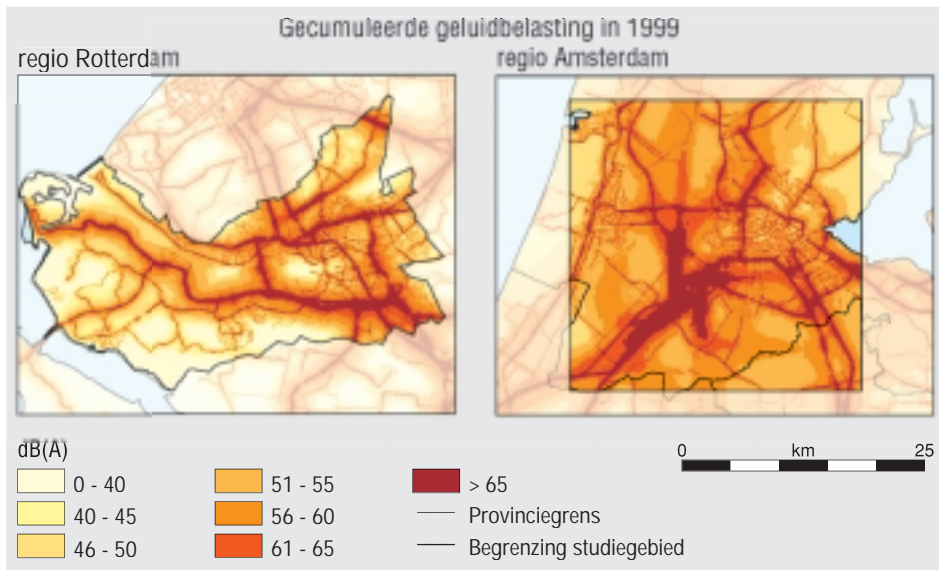 Gecumuleerde geluidbelasting in 1999
regio Rotterdam
regio Amsterdam
dB(A)
0 - 40
40 - 45
46 - 50
51 - 55
56 - 60
61 - 65
> 65
Provinciegrens
Begrenzing studiegebied
0 km 25